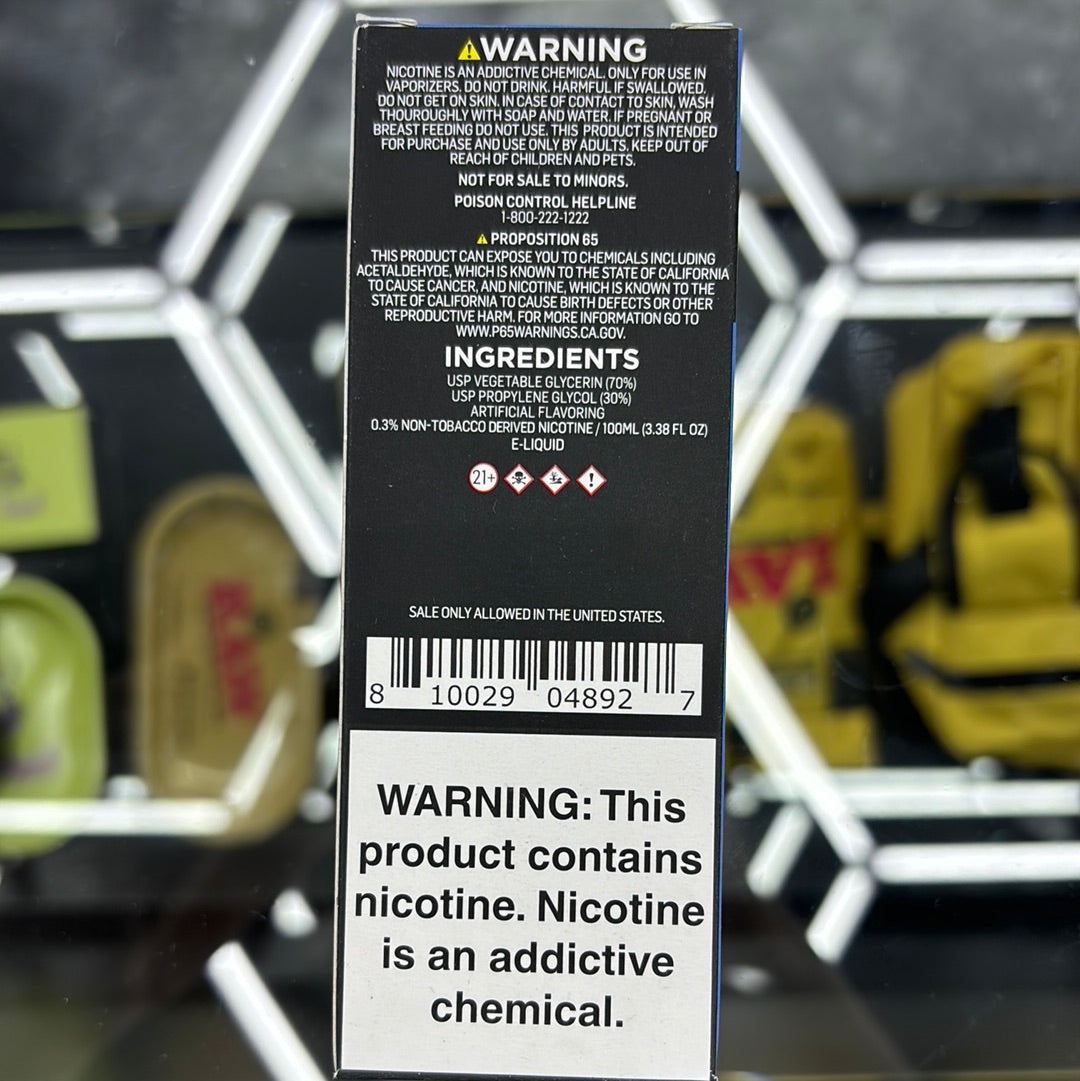 WARNING
NICOTINE IS AN ADDICTIVE CHEMICAL. ONLY FOR USE IN
VAPORIZERS. DO NOT DRINK. HARMFUL IF SWALLOWED.
DO NOT GET ON SKIN. IN CASE OF CONTACT TO SKIN, WASH
THOUROUGHLY WITH SOAP AND WATER. IF PREGNANT OR
BREAST FEEDING DO NOT USE. THIS PRODUCT IS INTENDED
FOR PURCHASE AND USE ONLY BY ADULTS. KEEP OUT OF
REACH OF CHILDREN AND PETS.
NOT FOR SALE TO MINORS.
POISON CONTROL HELPLINE
1-800-222-1222
PROPOSITION 65
THIS PRODUCT CAN EXPOSE YOU TO CHEMICALS INCLUDING
ACETALDEHYDE, WHICH IS KNOWN TO THE STATE OF CALIFORNIA
TO CAUSE CANCER, AND NICOTINE, WHICH IS KNOWN TO THE
STATE OF CALIFORNIA TO CAUSE BIRTH DEFECTS OR OTHER
REPRODUCTIVE HARM. FOR MORE INFORMATION GO TO
WWW.P65WARNINGS.CA.GOV.
INGREDIENTS
USP VEGETABLE GLYCERIN (70%)
USP PROPYLENE GLYCOL (30%)
ARTIFICIAL FLAVORING
0.3% NON-TOBACCO DERIVED NICOTINE / 100ML (3.38 FL OZ)
E-LIQUID
21+
SALE ONLY ALLOWED IN THE UNITED STATES.
8 10029 04892 7
WARNING: This
product contains
nicotine. Nicotine
is an addictive
chemical.
RAW
RAW